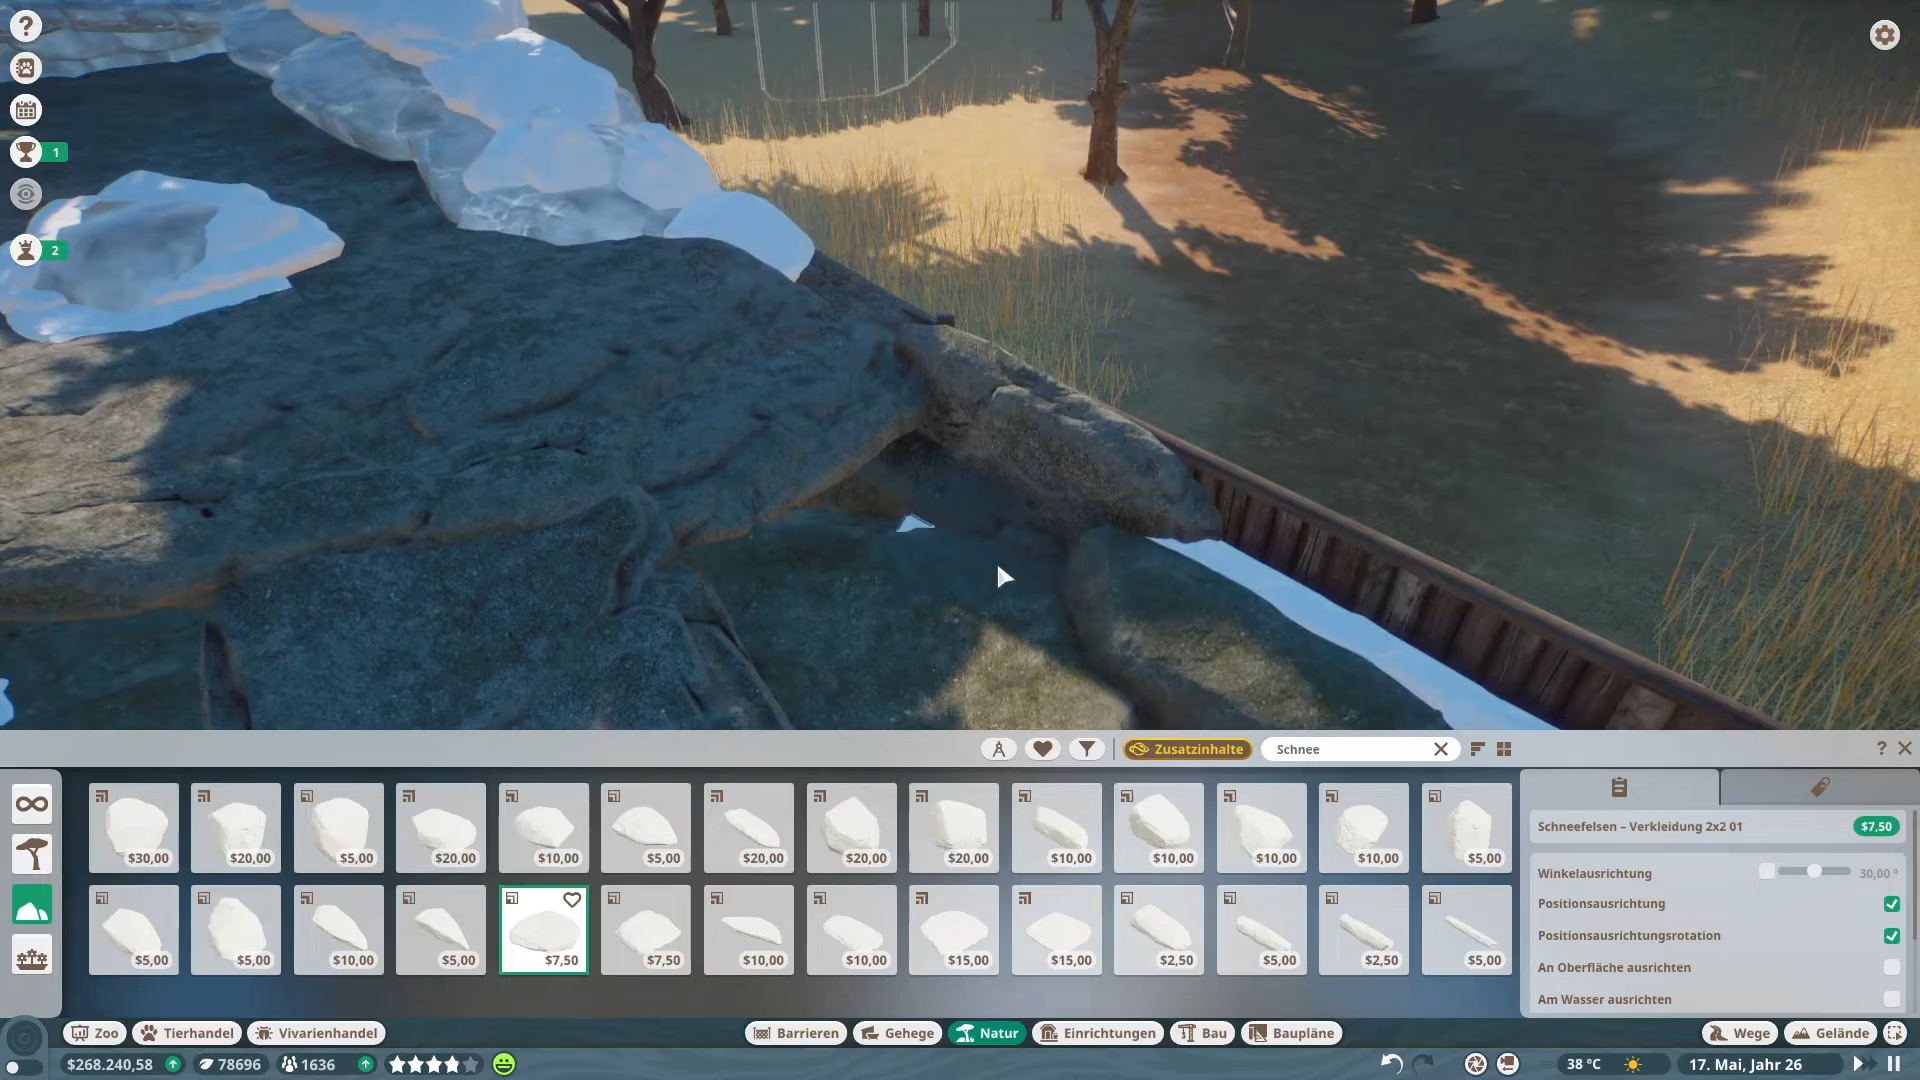 1
2
Zusatzinhalte
Schnee
$30,00
$20,00
$5,00
$20,00
$10,00
$5,00
$20,00
$20,00
$20,00
$10,00
$10,00
$10,00
$10,00
$5,00
$5,00
$5,00
$10,00
$5,00
$7,50
$7,50
$10,00
$10,00
$15,00
$15,00
$2,50
$5,00
$2,50
$5,00
Schneefelsen – Verkleidung 2x2 01
$7,50
Winkelausrichtung
30,00 °
Positionsausrichtung
Positionsausrichtungsrotation
An Oberfläche ausrichten
Am Wasser ausrichten
Zoo
Tierhandel
Vivarienhandel
Barrieren
Gehege
Natur
Einrichtungen
Bau
Baupläne
Wege
Gelände
$268.240,58
78696
1636
38 °C
17. Mai, Jahr 26